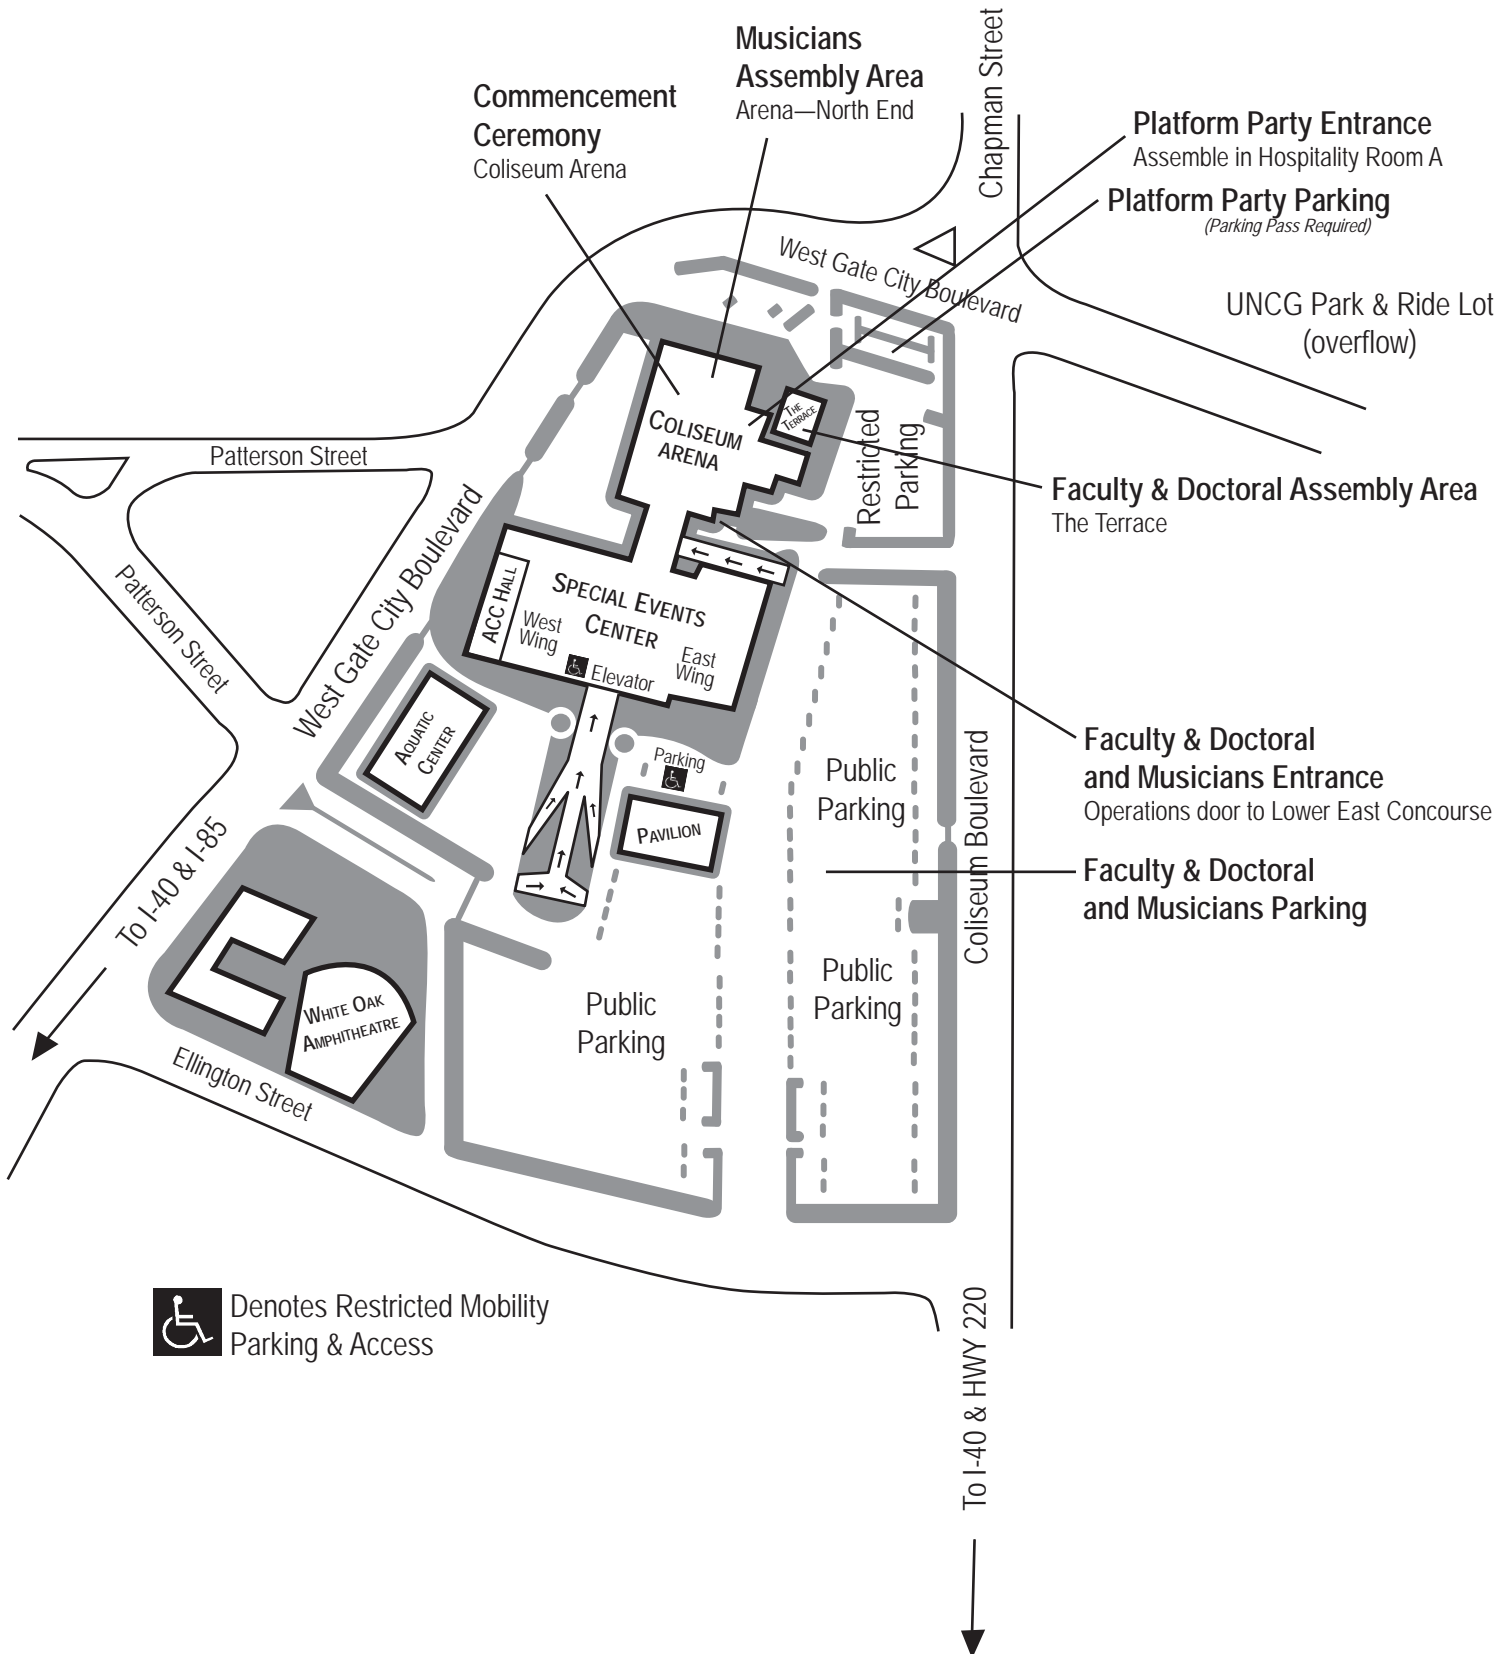 Musicians
Assembly Area
Arena—North End
Commencement
Ceremony
Coliseum Arena
Chapman Street
Platform Party Entrance
Assemble in Hospitality Room A
Platform Party Parking
(Parking Pass Required)
West Gate City Boulevard
UNCG Park & Ride Lot
(overflow)
The
Terrace
Coliseum
Arena
Restricted
Parking
Patterson Street
Faculty & Doctoral Assembly Area
The Terrace
West Gate City Boulevard
Patterson Street
ACC Hall
Special Events
Center
West
Wing
Elevator
East
Wing
Aquatic
Center
Parking
Pavilion
Public
Parking
Coliseum Boulevard
Faculty & Doctoral
and Musicians Entrance
Operations door to Lower East Concourse
Faculty & Doctoral
and Musicians Parking
To I-40 & I-85
White Oak
Amphitheatre
Public
Parking
Public
Parking
Ellington Street
Denotes Restricted Mobility
Parking & Access
To I-40 & HWY 220